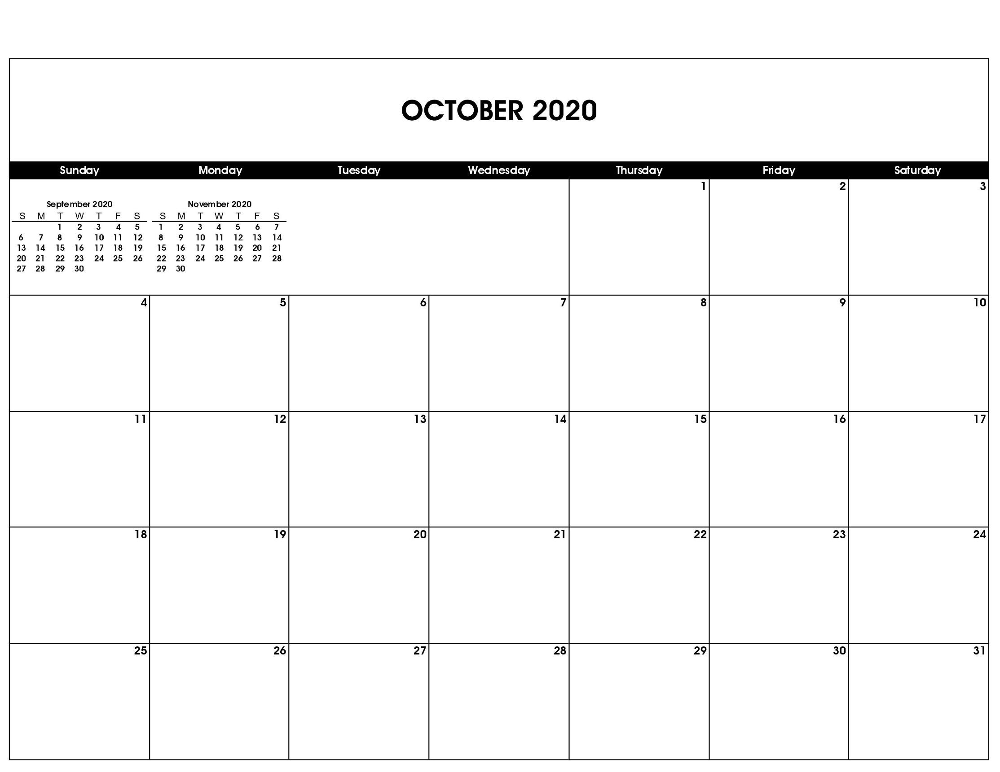 OCTOBER 2020
Sunday Monday Tuesday Wednesday Thursday Friday Saturday
1 2 3
September 2020
S M T W T F S
1 2 3 4 5
6 7 8 9 10 11 12
13 14 15 16 17 18 19
20 21 22 23 24 25 26
27 28 29 30
November 2020
S M T W T F S
1 2 3 4 5 6 7
8 9 10 11 12 13 14
15 16 17 18 19 20 21
22 23 24 25 26 27 28
29 30
4 5 6 7 8 9 10
11 12 13 14 15 16 17
18 19 20 21 22 23 24
25 26 27 28 29 30 31